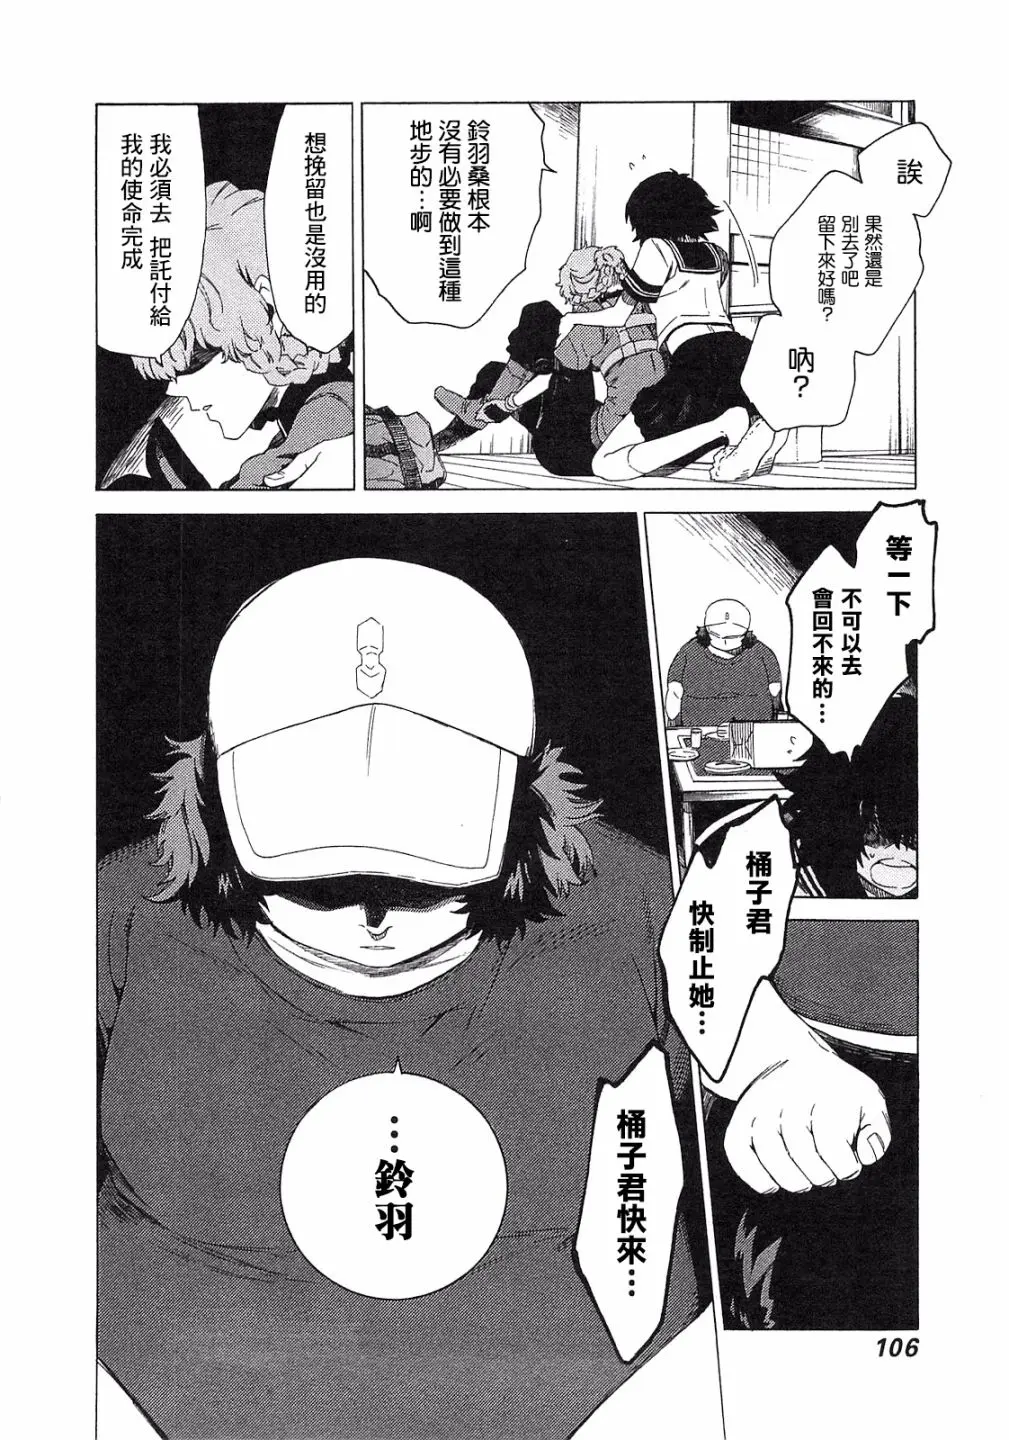 誒
果然還是
別去了吧
留下來好嗎？
吶？
鈴羽桑根本
沒有必要做到這種
地步的…啊
想挽留也是沒用的
我必須去 把託付給
我的使命完成
等一下
不可以去
會回不來的…
桶子君
快制止她…
桶子君快來…
…鈴羽
106